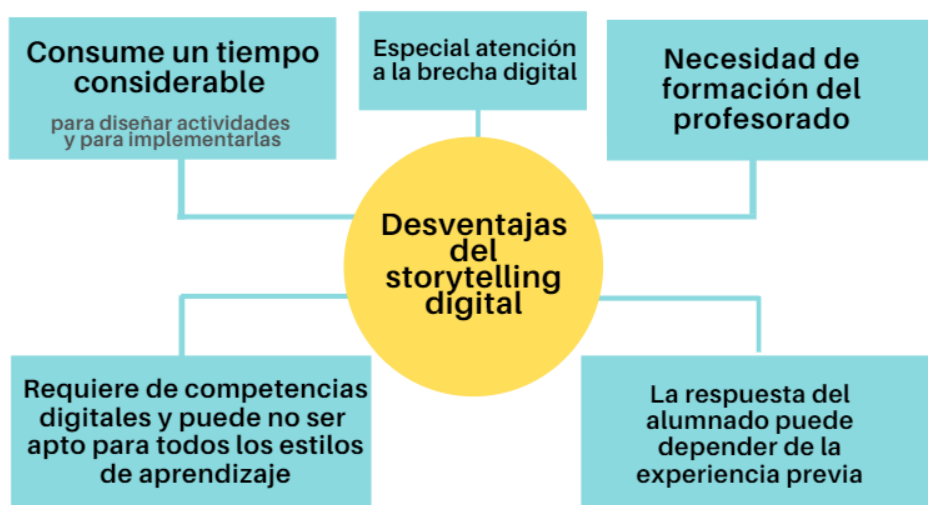 Consume un tiempo
considerable
para diseñar actividades
y para implementarlas
Especial atención
a la brecha digital
Necesidad de
formación del
profesorado
Desventajas
del
storytelling
digital
Requiere de competencias
digitales y puede no ser
apto para todos los estilos
de aprendizaje
La respuesta del
alumnado puede
depender de la
experiencia previa